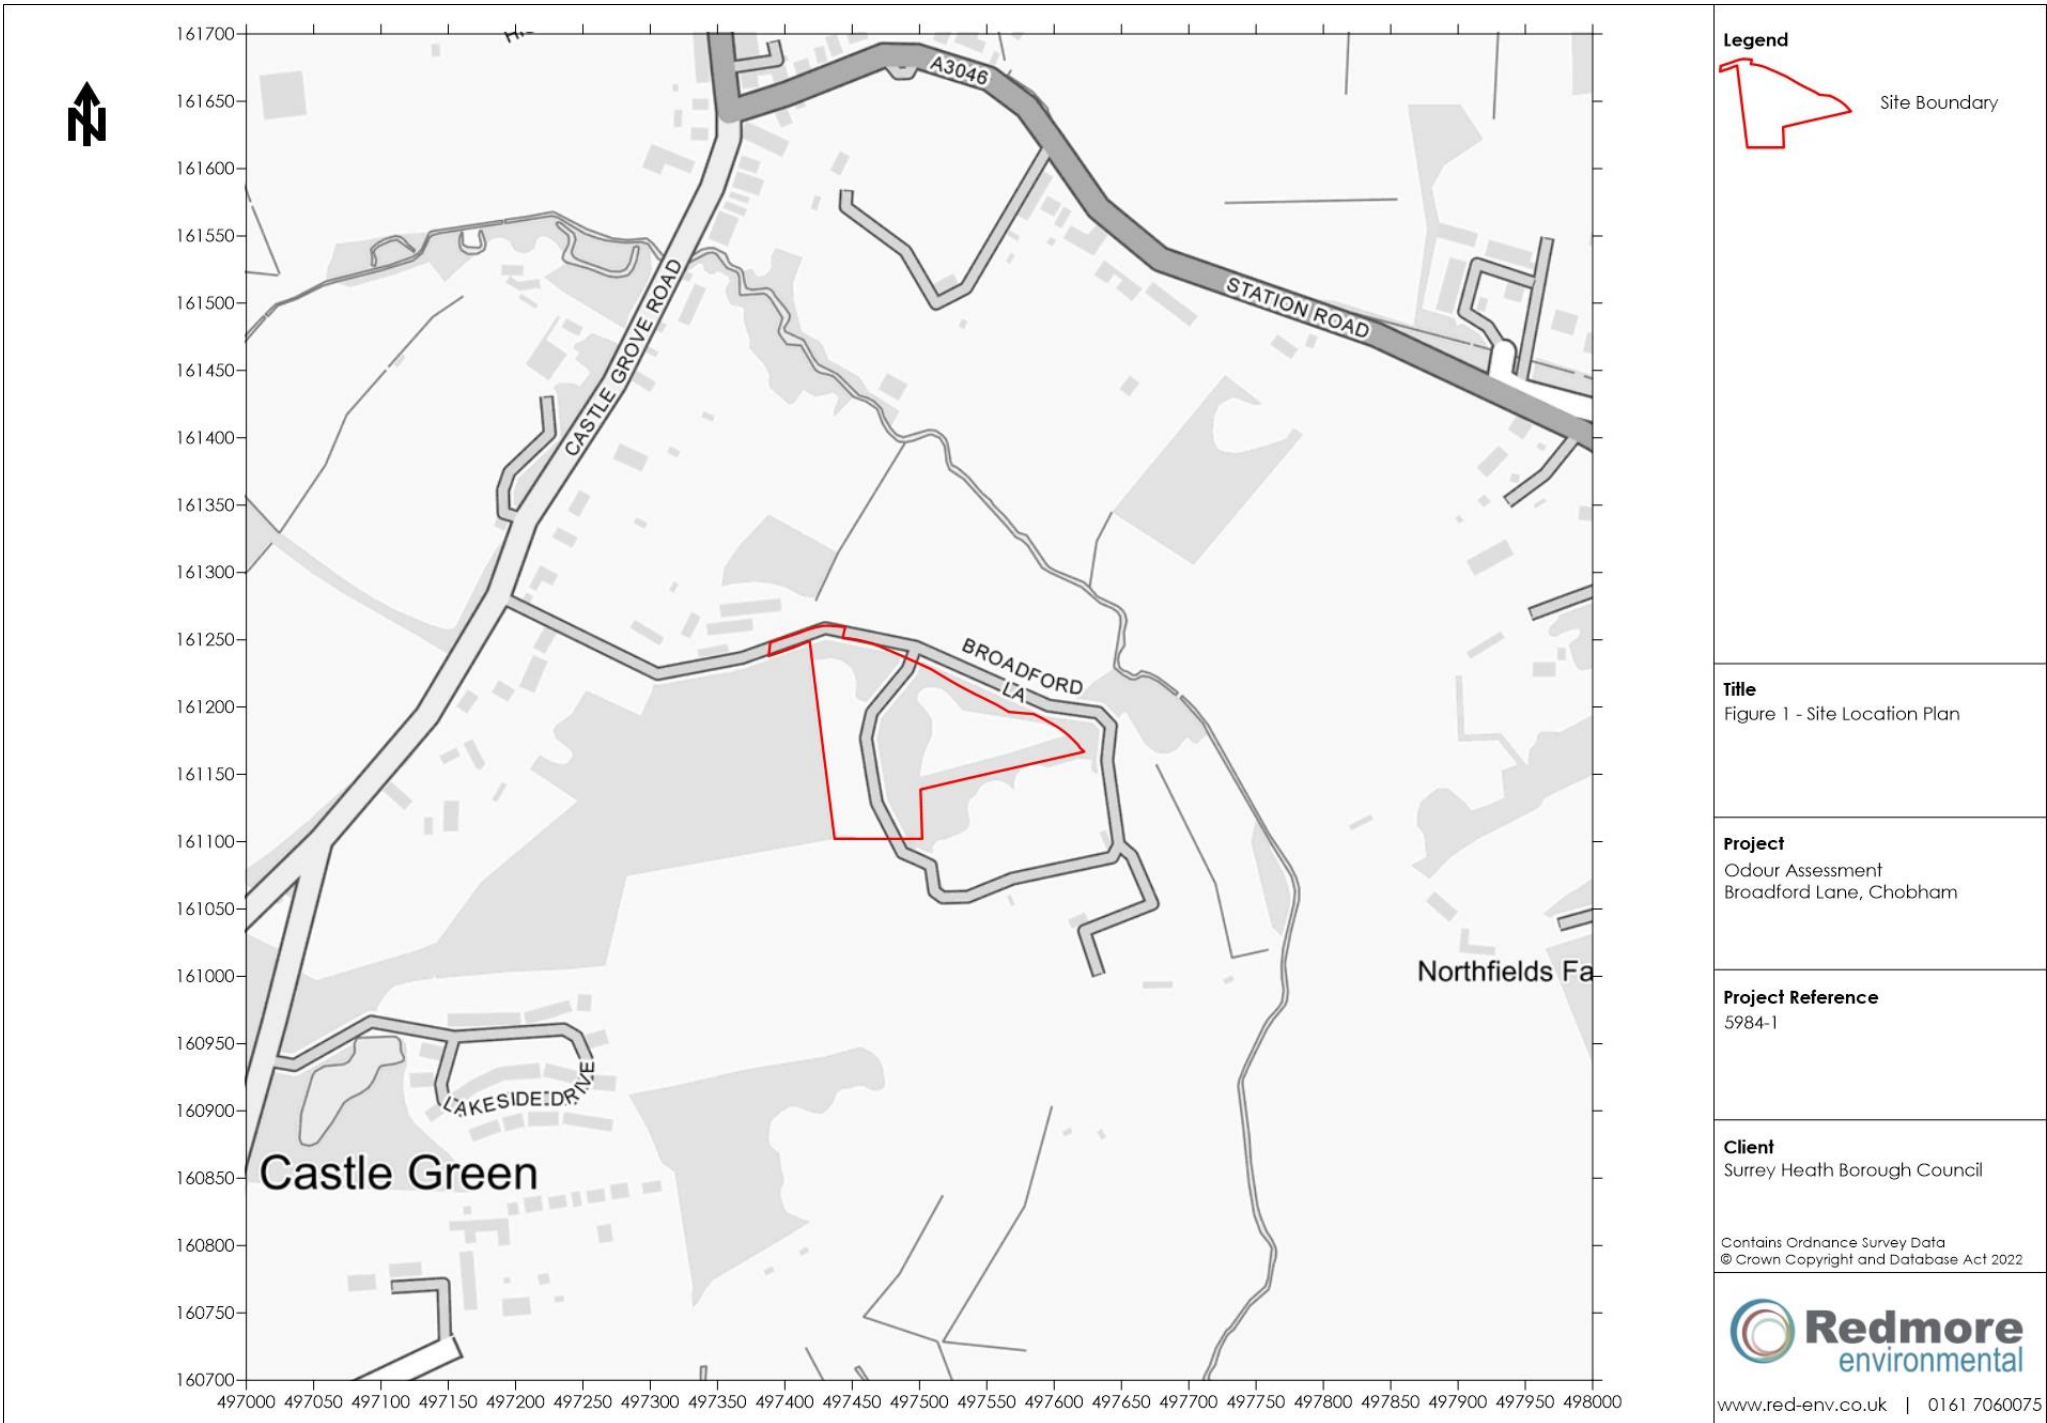 N
161700
161650
161600
161550
161500
161450
161400
161350
161300
161250
161200
161150
161100
161050
161000
160950
160900
160850
160800
160750
160700
497000 497050 497100 497150 497200 497250 497300 497350 497400 497450 497500 497550 497600 497650 497700 497750 497800 497850 497900 497950 498000
A3046
STATION ROAD
CASTLE GROVE ROAD
BROADFORD
LA
Northfields Fa
LAKESIDE DRIVE
Castle Green
Legend
Site Boundary
Title
Figure 1 - Site Location Plan
Project
Odour Assessment
Broadford Lane, Chobham
Project Reference
5984-1
Client
Surrey Heath Borough Council
Contains Ordnance Survey Data
© Crown Copyright and Database Act 2022
Redmore
environmental
www.red-env.co.uk | 0161 7060075